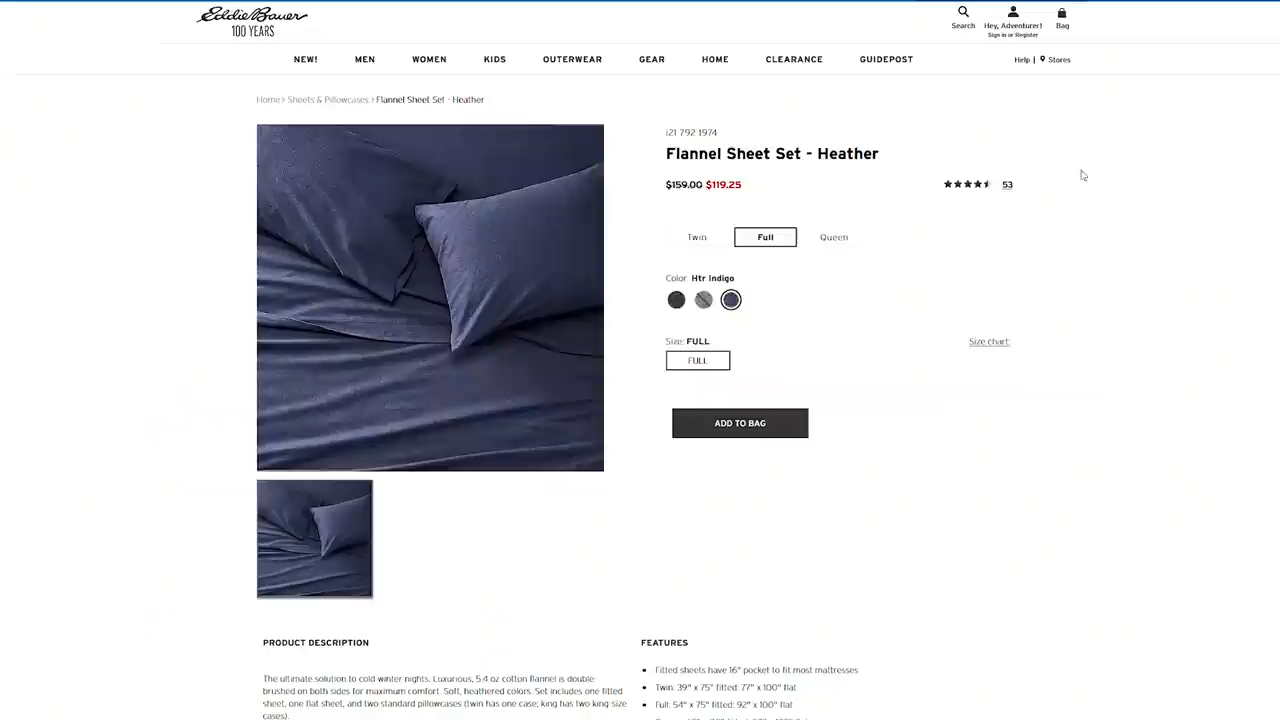 Eddie Bauer
100 YEARS
Search
Hey, Adventurer!
Sign in or Register
Bag
NEW!
MEN
WOMEN
KIDS
OUTERWEAR
GEAR
HOME
CLEARANCE
GUIDEPOST
Help | Stores
Home > Sheets & Pillowcases > Flannel Sheet Set - Heather
i21 792 1974
Flannel Sheet Set - Heather
$159.00 $119.25
53
Twin
Full
Queen
Color: Htr Indigo
Size: FULL
Size chart
FULL
ADD TO BAG
PRODUCT DESCRIPTION
The ultimate solution to cold winter nights. Luxurious, 5.4 oz cotton flannel is double-
brushed on both sides for maximum comfort. Soft, heathered colors. Set includes one fitted
sheet, one flat sheet, and two standard pillowcases (twin has one case; king has two king size
cases).
FEATURES
• Fitted sheets have 16" pocket to fit most mattresses
• Twin: 39" x 75" fitted: 77" x 100" flat
• Full: 54" x 75" fitted: 92" x 100" flat